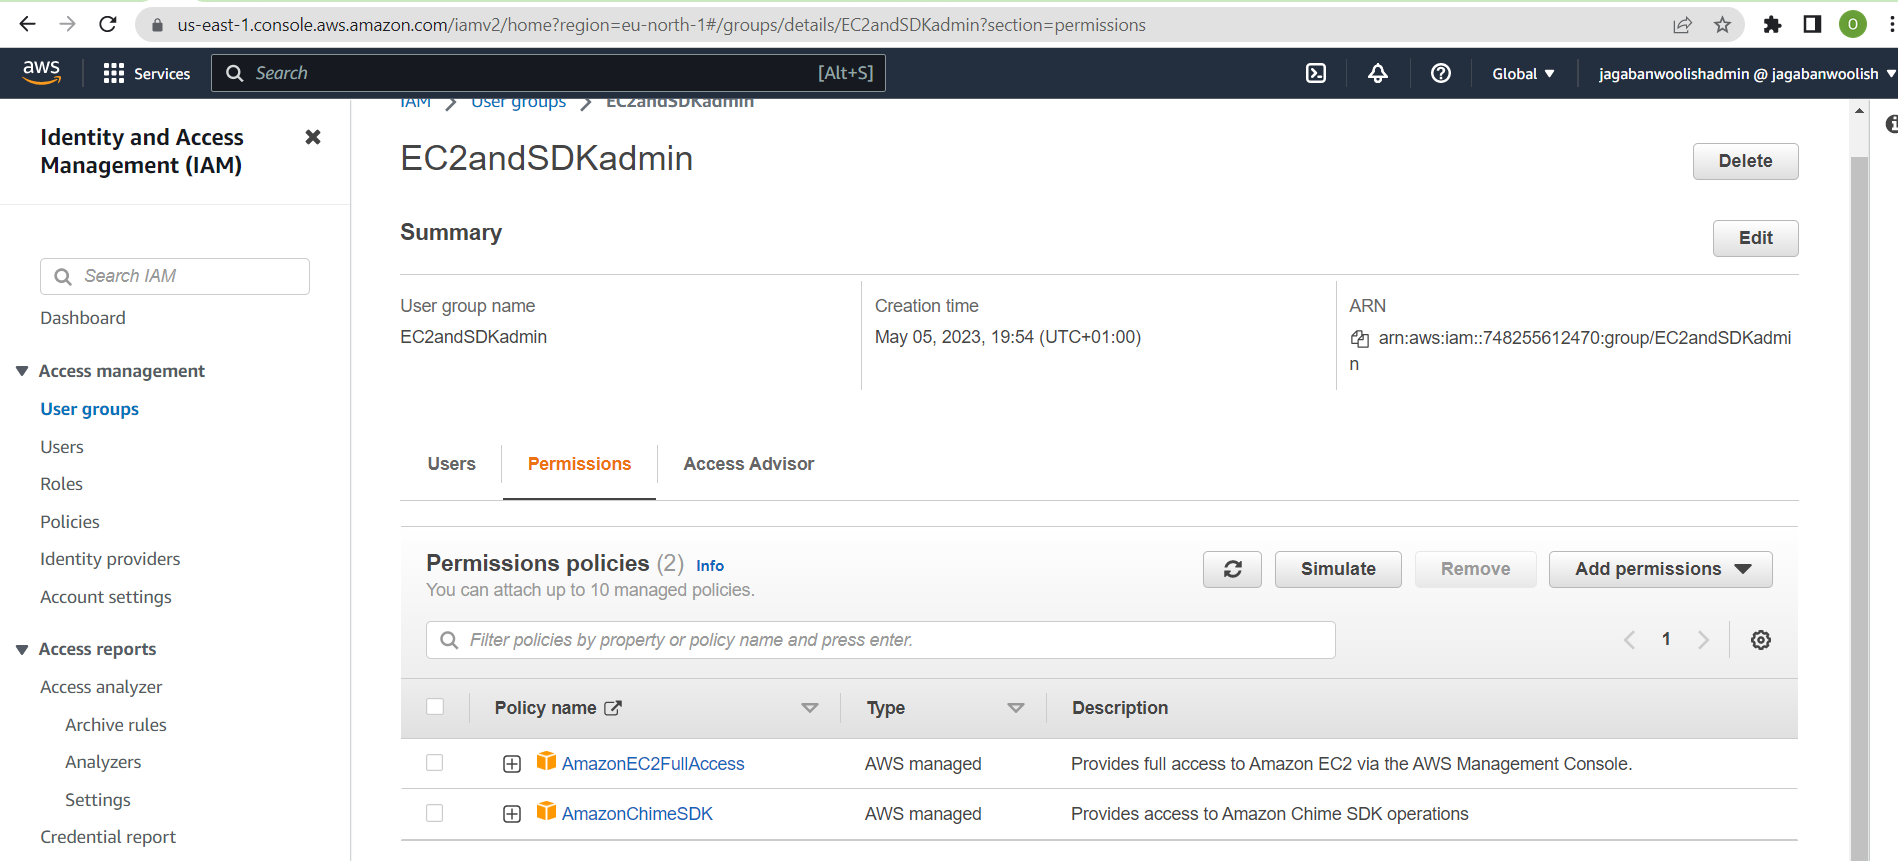 us-east-1.console.aws.amazon.com/iamv2/home?region=eu-north-1#/groups/details/EC2andSDKadmin?section=permissions
O
aws
Services
Search
[Alt+S]
Global
jagabanwoolishadmin @ jagabanwoolish
IAM
User groups
EC2andSDKadmin
Identity and Access
Management (IAM)
Search IAM
Dashboard
Access management
User groups
Users
Roles
Policies
Identity providers
Account settings
Access reports
Access analyzer
Archive rules
Analyzers
Settings
Credential report
EC2andSDKadmin
Delete
Summary
Edit
User group name
EC2andSDKadmin
Creation time
May 05, 2023, 19:54 (UTC+01:00)
ARN
arn:aws:iam::748255612470:group/EC2andSDKadmi
n
Users
Permissions
Access Advisor
Permissions policies (2) Info
You can attach up to 10 managed policies.
Simulate
Remove
Add permissions
Filter policies by property or policy name and press enter.
1
Policy name
Type
Description
AmazonEC2FullAccess
AWS managed
Provides full access to Amazon EC2 via the AWS Management Console.
AmazonChimeSDK
AWS managed
Provides access to Amazon Chime SDK operations